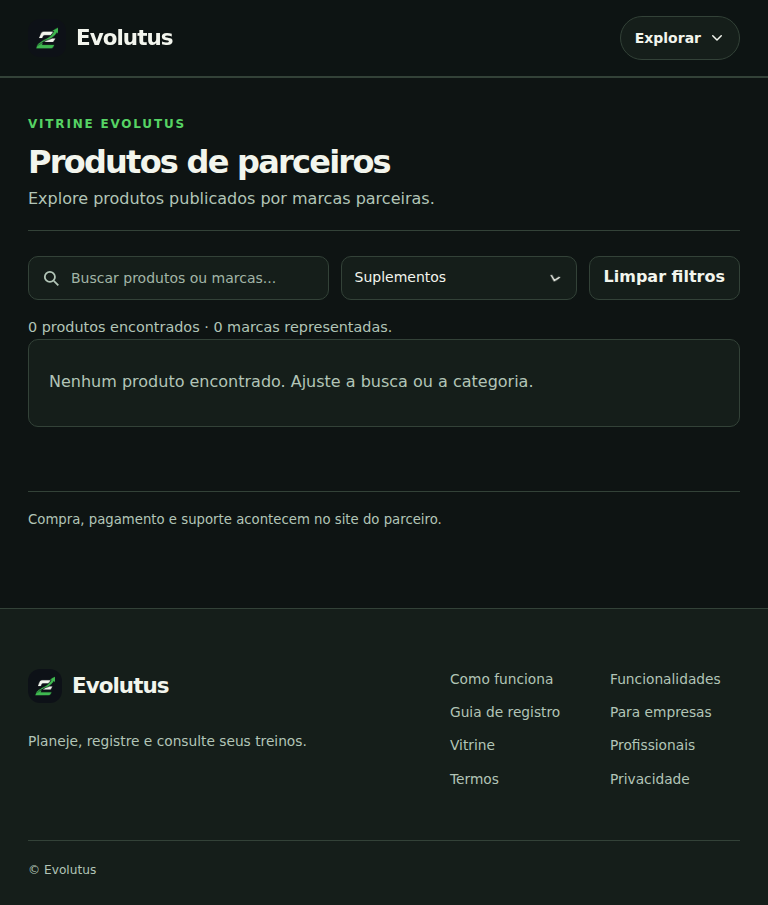 Evolutus
Explorar
VITRINE EVOLUTUS
Produtos de parceiros
Explore produtos publicados por marcas parceiras.
Buscar produtos ou marcas...
Suplementos
Limpar filtros
0 produtos encontrados · 0 marcas representadas.
Nenhum produto encontrado. Ajuste a busca ou a categoria.
Compra, pagamento e suporte acontecem no site do parceiro.
Evolutus
Planeje, registre e consulte seus treinos.
Como funciona
Funcionalidades
Guia de registro
Para empresas
Vitrine
Profissionais
Termos
Privacidade
© Evolutus